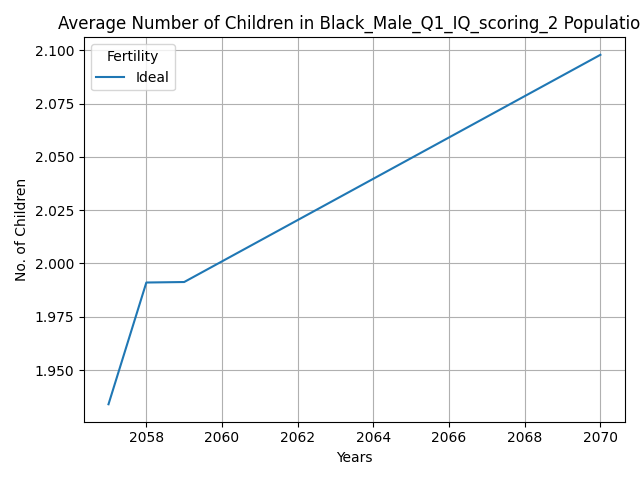 Average Number of Children in Black_Male_Q1_IQ_scoring_2 Populatio
Fertility
Ideal
2.100
2.075
2.050
2.025
2.000
1.975
1.950
No. of Children
2058 2060 2062 2064 2066 2068 2070
Years